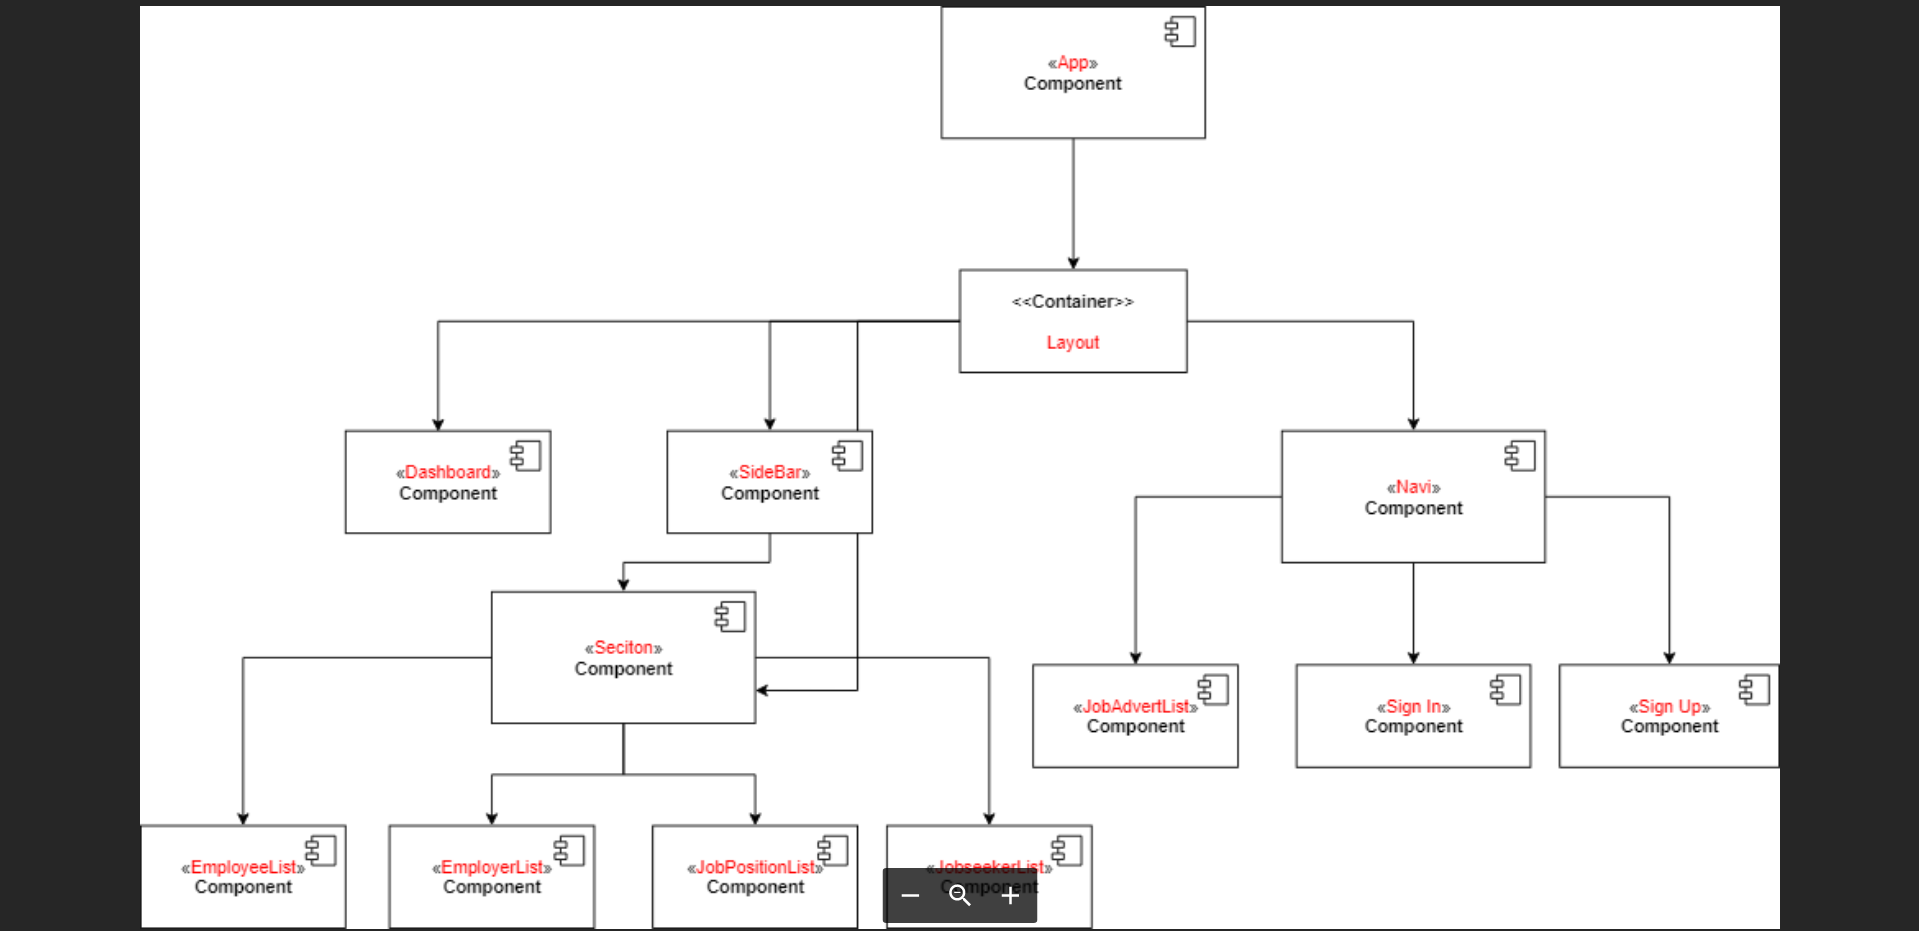 «App»
Component
<<Container>>
Layout
«Dashboard»
Component
«SideBar»
Component
«Navi»
Component
«Seciton»
Component
«JobAdvertList»
Component
«Sign In»
Component
«Sign Up»
Component
«EmployeeList»
Component
«EmployerList»
Component
«JobPositionList»
Component
«JobseekerList»
Component